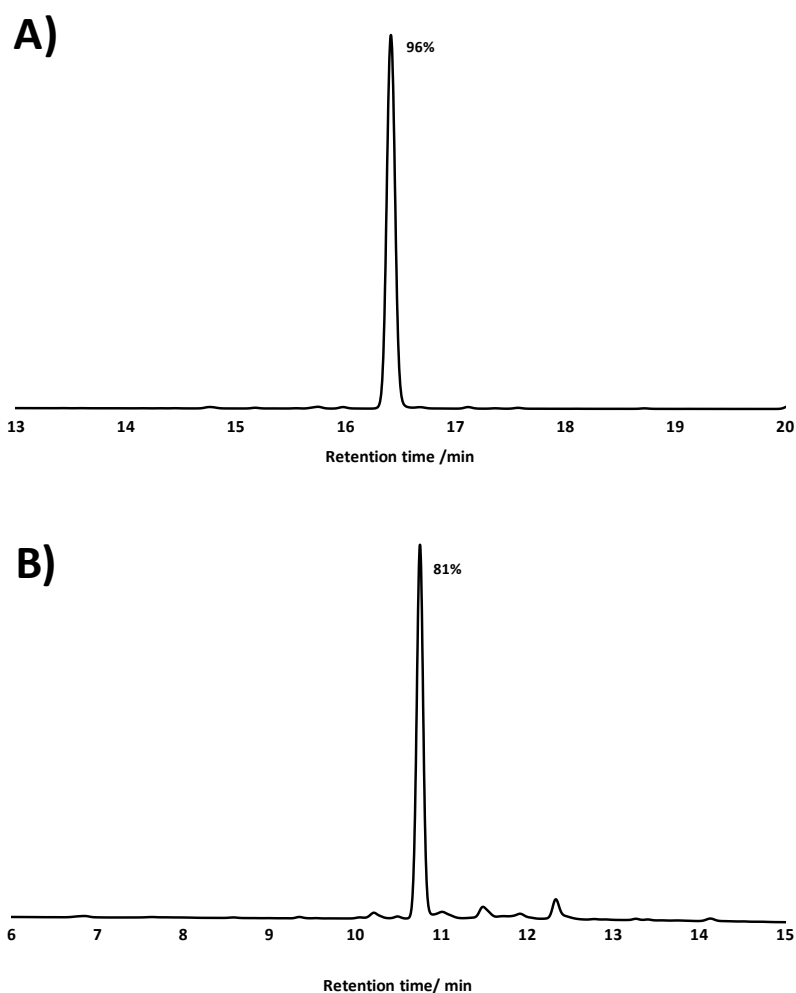 A)
96%
13 14 15 16 17 18 19 20
Retention time /min
B)
81%
6 7 8 9 10 11 12 13 14 15
Retention time/ min